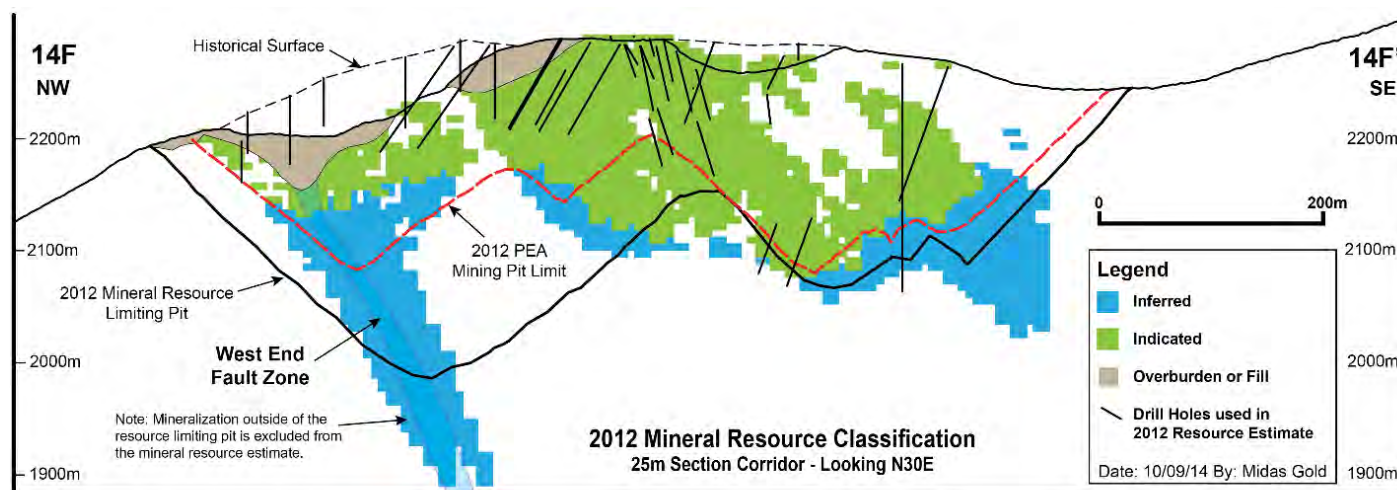 14F
NW
Historical Surface
14F'
SE
2200m
2200m
0
200m
2100m
2100m
2012 PEA
Mining Pit Limit
2012 Mineral Resource
Limiting Pit
West End
Fault Zone
2000m
2000m
Note: Mineralization outside of the
resource limiting pit is excluded from
the mineral resource estimate.
2012 Mineral Resource Classification
25m Section Corridor - Looking N30E
1900m
1900m
Legend
Inferred
Indicated
Overburden or Fill
Drill Holes used in
2012 Resource Estimate
Date: 10/09/14 By: Midas Gold